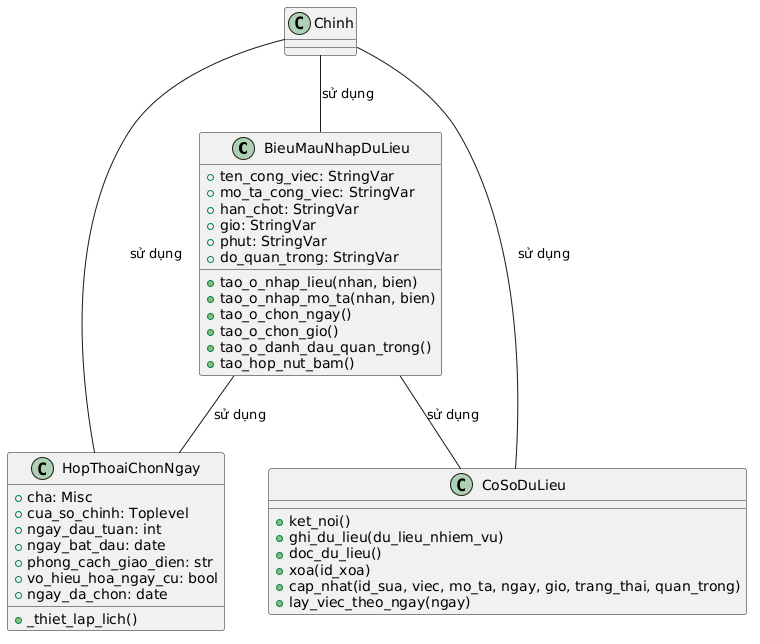 C Chinh
sử dụng
C BieuMauNhapDuLieu
ten_cong_viec: StringVar
mo_ta_cong_viec: StringVar
han_chot: StringVar
gio: StringVar
phut: StringVar
do_quan_trong: StringVar
tao_o_nhap_lieu(nhan, bien)
tao_o_nhap_mo_ta(nhan, bien)
tao_o_chon_ngay()
tao_o_chon_gio()
tao_o_danh_dau_quan_trong()
tao_hop_nut_bam()
sử dụng
sử dụng
sử dụng
sử dụng
C HopThoaiChonNgay
cha: Misc
cua_so_chinh: Toplevel
ngay_dau_tuan: int
ngay_bat_dau: date
phong_cach_giao_dien: str
vo_hieu_hoa_ngay_cu: bool
ngay_da_chon: date
_thiet_lap_lich()
C CoSoDuLieu
ket_noi()
ghi_du_lieu(du_lieu_nhiem_vu)
doc_du_lieu()
xoa(id_xoa)
cap_nhat(id_sua, viec, mo_ta, ngay, gio, trang_thai, quan_trong)
lay_viec_theo_ngay(ngay)